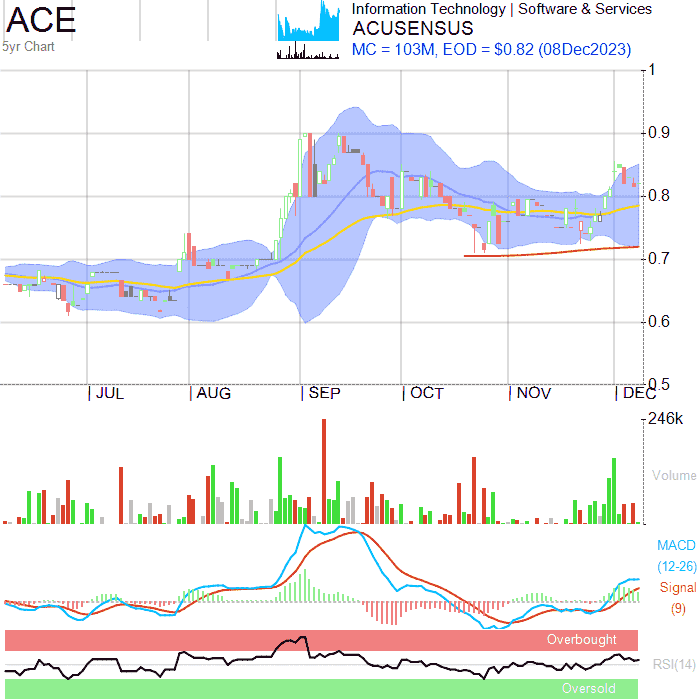 ACE
5yr Chart
Information Technology | Software & Services
ACUSENSUS
MC = 103M, EOD = $0.82 (08Dec2023)
1
0.9
0.8
0.7
0.6
0.5
JUL AUG SEP OCT NOV DEC
246k
Volume
MACD
(12-26)
Signal
(9)
Overbought
RSI(14)
Oversold